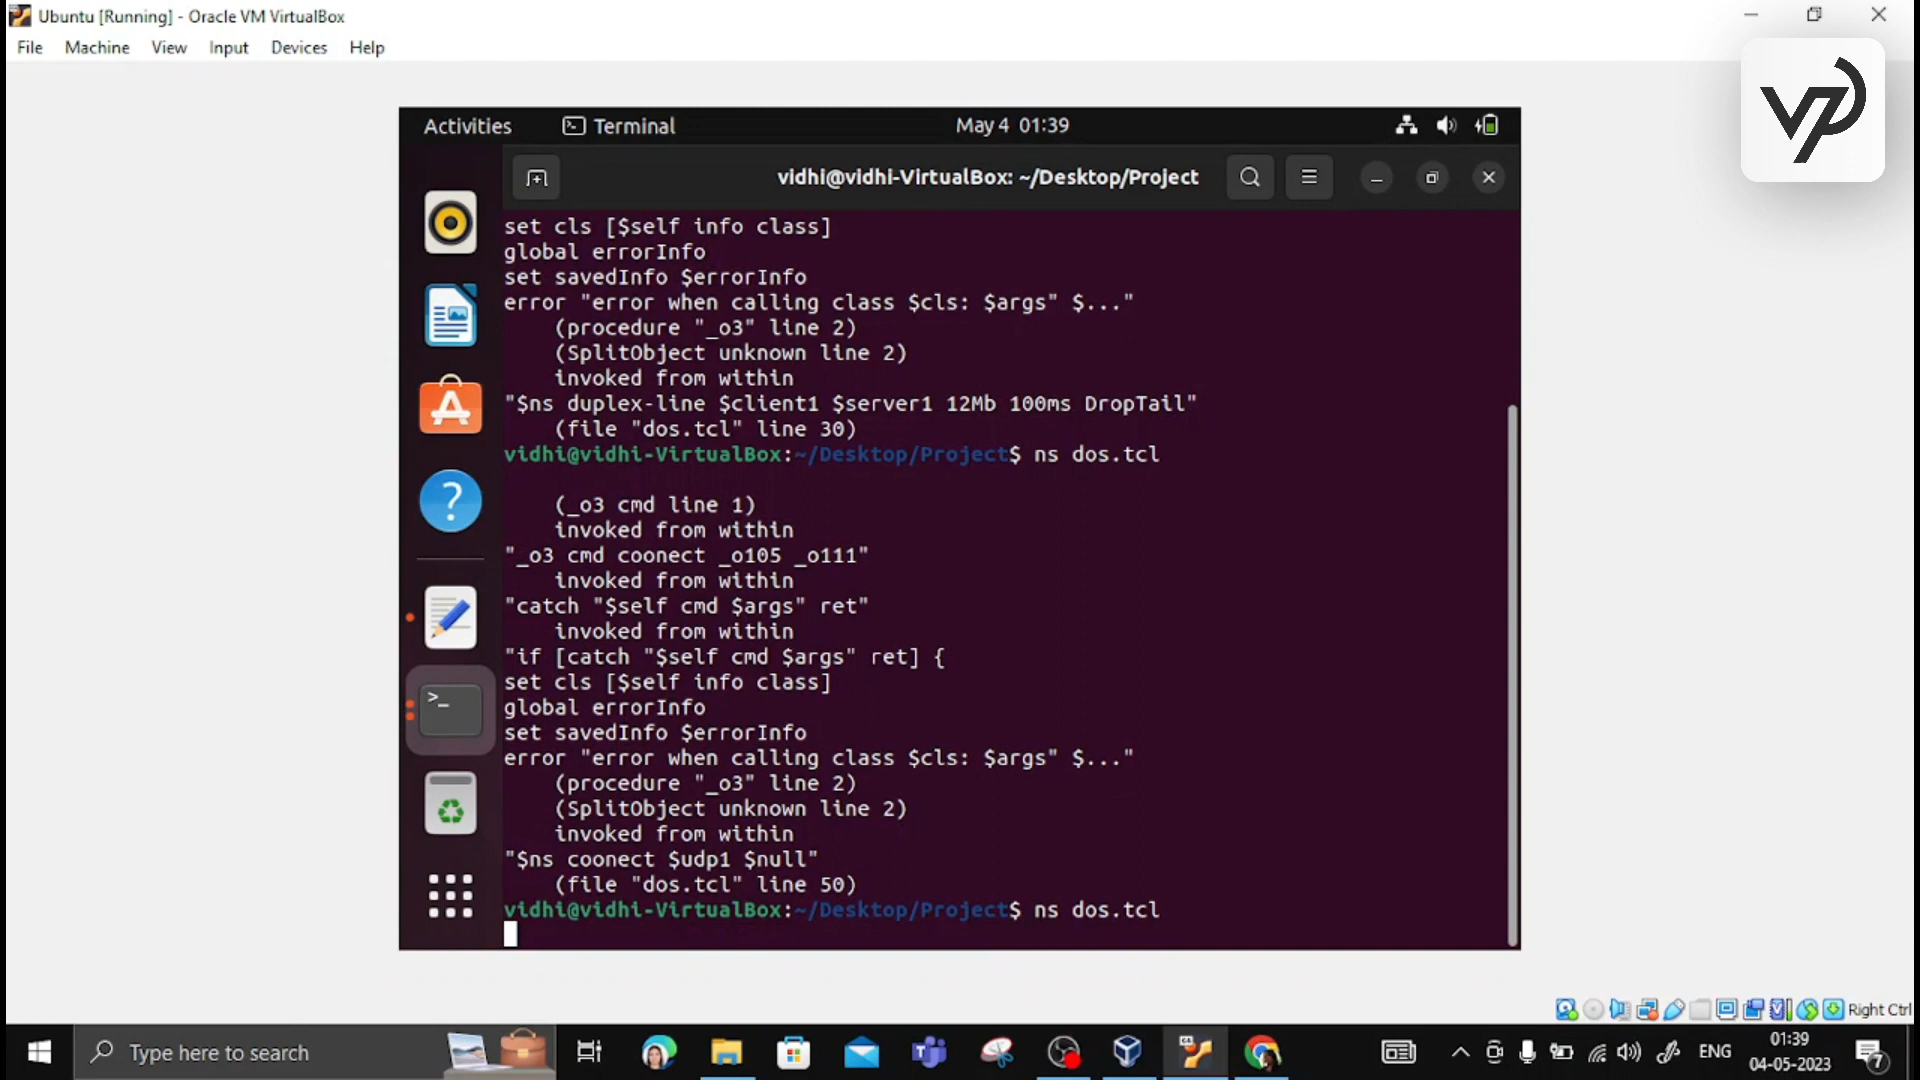 Ubuntu [Running] - Oracle VM VirtualBox
File Machine View Input Devices Help
VP
Activities Terminal May 4 01:39
vidhi@vidhi-VirtualBox: ~/Desktop/Project
set cls [$self info class]
global errorInfo
set savedInfo $errorInfo
error "error when calling class $cls: $args" $..."
(procedure "_o3" line 2)
(SplitObject unknown line 2)
invoked from within
"$ns duplex-line $client1 $server1 12Mb 100ms DropTail"
(file "dos.tcl" line 30)
vidhi@vidhi-VirtualBox:~/Desktop/Project$ ns dos.tcl
(_o3 cmd line 1)
invoked from within
"_o3 cmd coonect _o105 _o111"
invoked from within
"catch "$self cmd $args" ret"
invoked from within
"if [catch "$self cmd $args" ret] {
set cls [$self info class]
global errorInfo
set savedInfo $errorInfo
error "error when calling class $cls: $args" $..."
(procedure "_o3" line 2)
(SplitObject unknown line 2)
invoked from within
"$ns coonect $udp1 $null"
(file "dos.tcl" line 50)
vidhi@vidhi-VirtualBox:~/Desktop/Project$ ns dos.tcl
Right Ctrl
Type here to search
ENG
01:39
04-05-2023
7